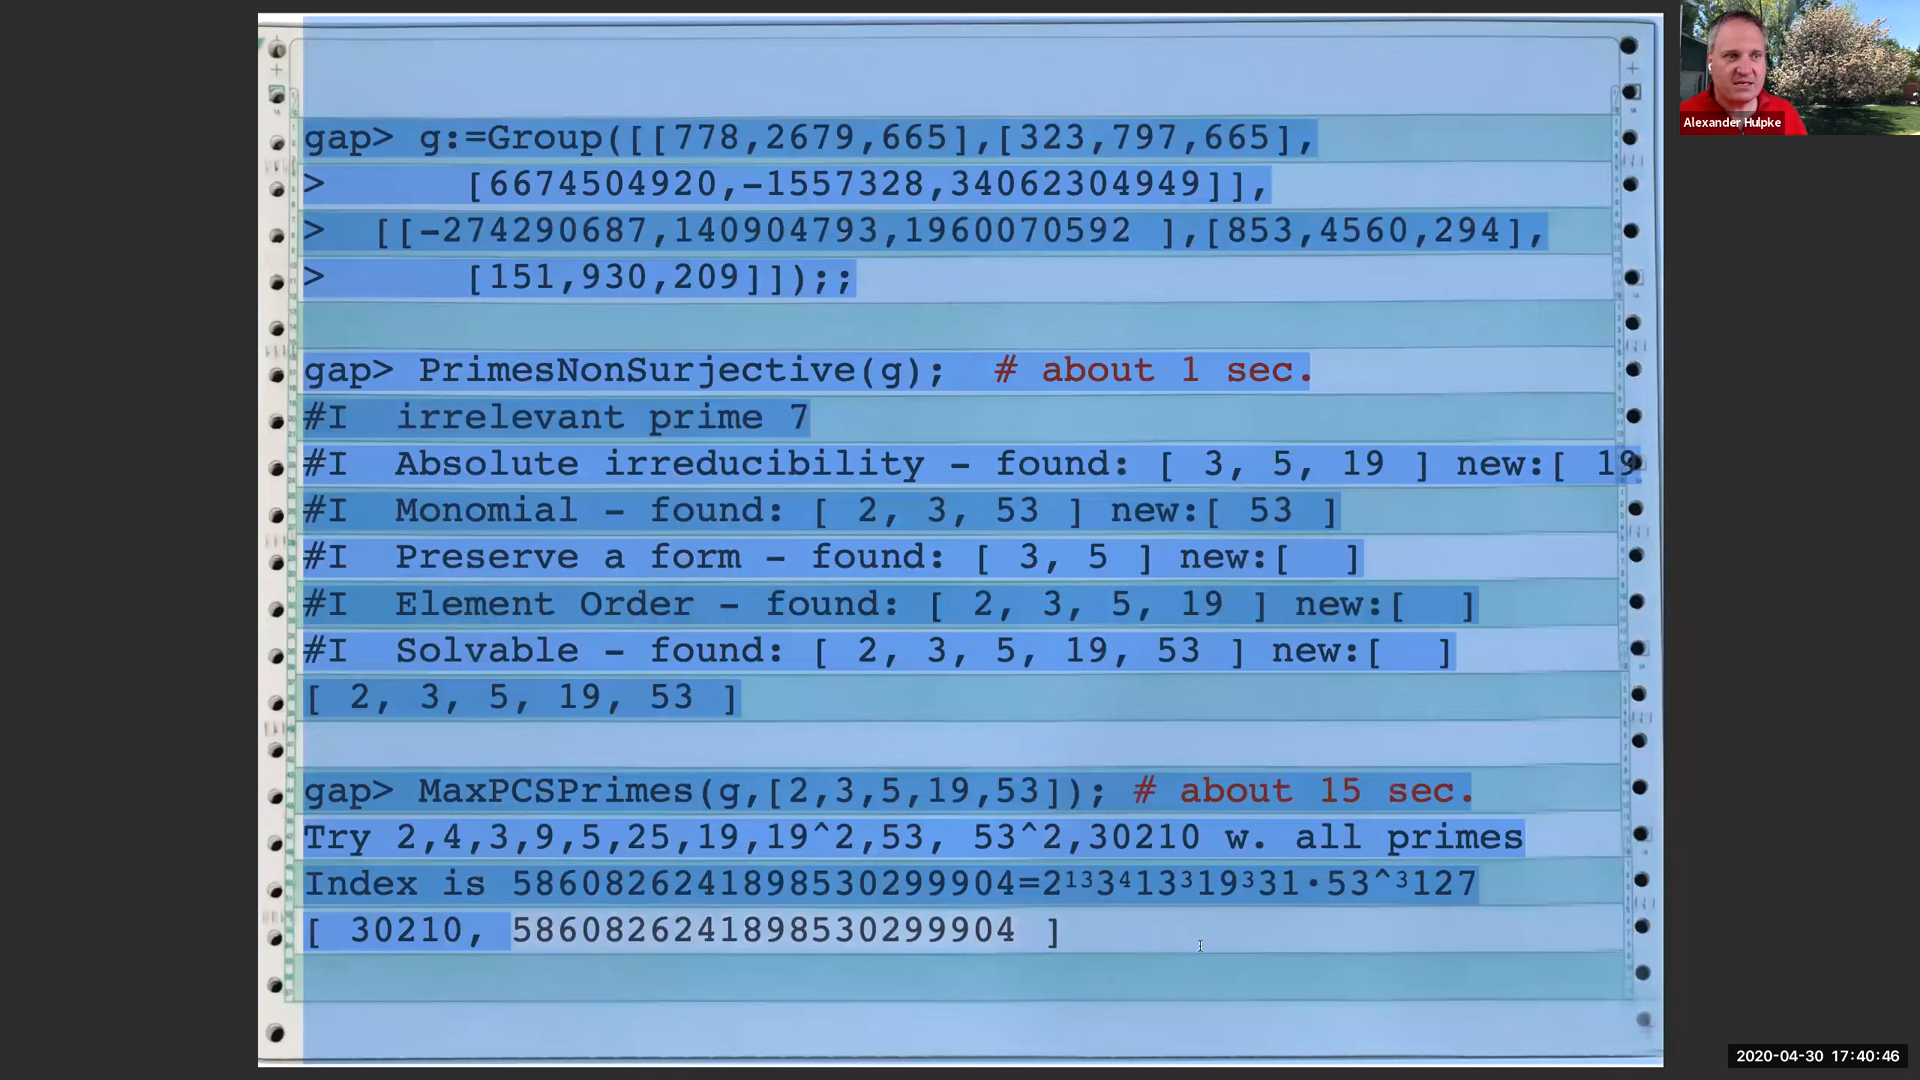 gap> g:=Group([[778,2679,665],[323,797,665],
> [6674504920,-1557328,34062304949]],
> [[-274290687,140904793,1960070592 ],[853,4560,294],
> [151,930,209]]);;
gap> PrimesNonSurjective(g); # about 1 sec.
#I irrelevant prime 7
#I Absolute irreducibility - found: [ 3, 5, 19 ] new:[ 19
#I Monomial - found: [ 2, 3, 53 ] new:[ 53 ]
#I Preserve a form - found: [ 3, 5 ] new:[ ]
#I Element Order - found: [ 2, 3, 5, 19 ] new:[ ]
#I Solvable - found: [ 2, 3, 5, 19, 53 ] new:[ ]
[ 2, 3, 5, 19, 53 ]
gap> MaxPCSPrimes(g,[2,3,5,19,53]); # about 15 sec.
Try 2,4,3,9,5,25,19,19^2,53, 53^2,30210 w. all primes
Index is 5860826241898530299904=2¹³3⁴13³19³31·53^³127
[ 30210, 5860826241898530299904 ]
Alexander Hulpke
2020-04-30 17:40:46